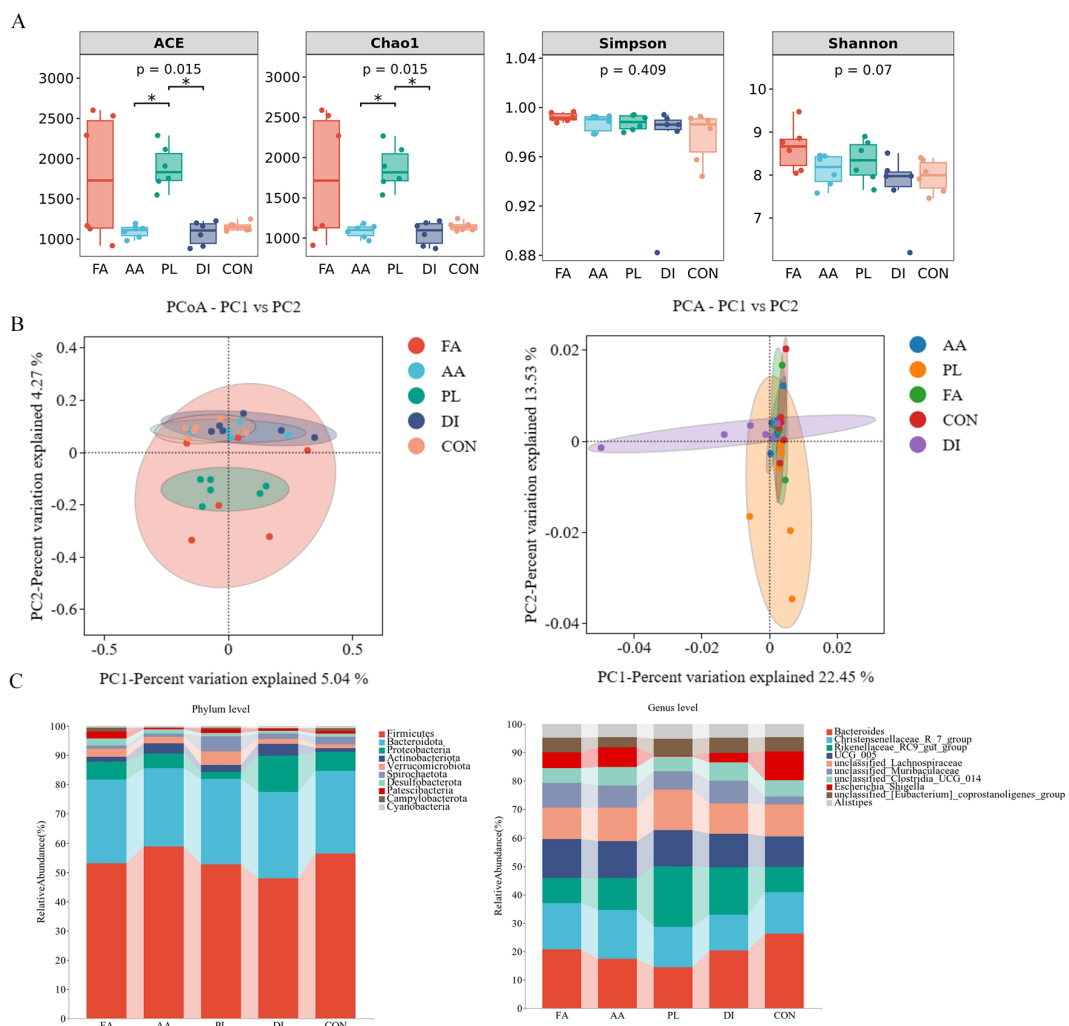 A
ACE
Chao1
Simpson
Shannon
p = 0.015
*
*
p = 0.015
*
*
p = 0.409
p = 0.07
3000
2500
2000
1500
1000
3000
2500
2000
1500
1000
1.04
1.00
0.96
0.92
0.88
10
9
8
7
FA AA PL DI CON
FA AA PL DI CON
FA AA PL DI CON
FA AA PL DI CON
B
PCoA - PC1 vs PC2
PC2-Percent variation explained 4.27 %
0.4
0.2
0
-0.2
-0.4
-0.6
-0.5 0 0.5
PC1-Percent variation explained 5.04 %
FA
AA
PL
DI
CON
PCA - PC1 vs PC2
PC2-Percent variation explained 13.53 %
0.02
0
-0.02
-0.04
-0.04 -0.02 0 0.02
PC1-Percent variation explained 22.45 %
AA
PL
FA
CON
DI
C
Phylum level
RelativeAbundance(%)
100
90
80
70
60
50
40
30
20
10
0
FA AA PL DI CON
Firmicutes
Bacteroidota
Proteobacteria
Actinobacteriota
Verrucomicrobiota
Spirochaetota
Desulfobacterota
Patescibacteria
Campylobacterota
Cyanobacteria
Genus level
RelativeAbundance(%)
100
90
80
70
60
50
40
30
20
10
0
FA AA PL DI CON
Bacteroides
Christensenellaceae_R_7_group
Rikenellaceae_RC9_gut_group
UCG_005
unclassified_Lachnospiraceae
unclassified_Muribaculaceae
unclassified_Clostridia_UCG_014
Escherichia_Shigella
unclassified_[Eubacterium]_coprostanoligenes_group
Alistipes